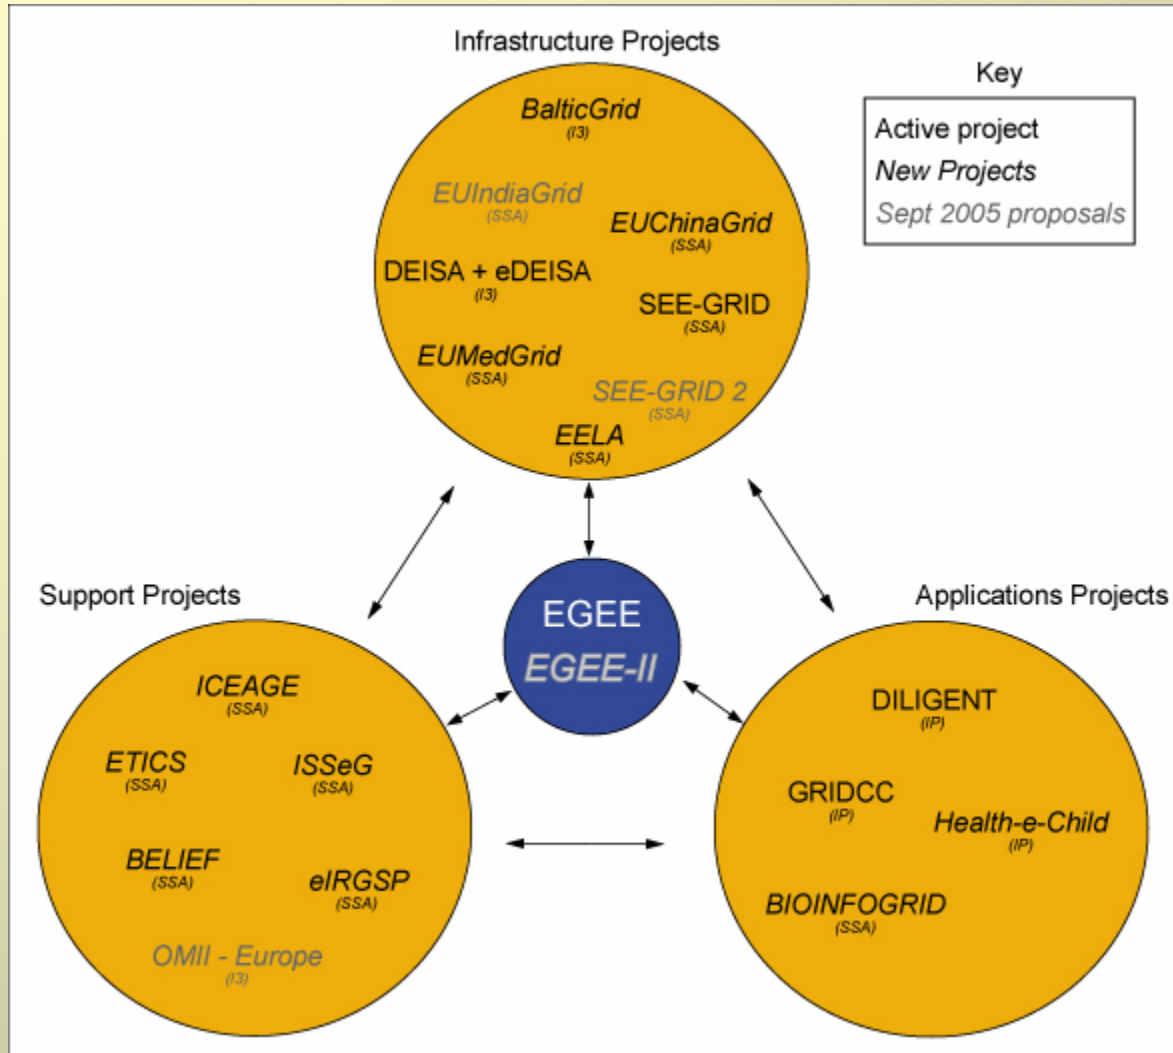 Infrastructure Projects
Key
Active project
New Projects
Sept 2005 proposals
BalticGrid
(I3)
EUIndiaGrid
(SSA)
EUChinaGrid
(SSA)
DEISA + eDEISA
(I3)
SEE-GRID
(SSA)
EUMedGrid
(SSA)
SEE-GRID 2
(SSA)
EELA
(SSA)
EGEE
EGEE-II
Support Projects
ICEAGE
(SSA)
ETICS
(SSA)
ISSeG
(SSA)
BELIEF
(SSA)
eIRGSP
(SSA)
OMII - Europe
(I3)
Applications Projects
DILIGENT
(IP)
GRIDCC
(IP)
Health-e-Child
(IP)
BIOINFOGRID
(SSA)